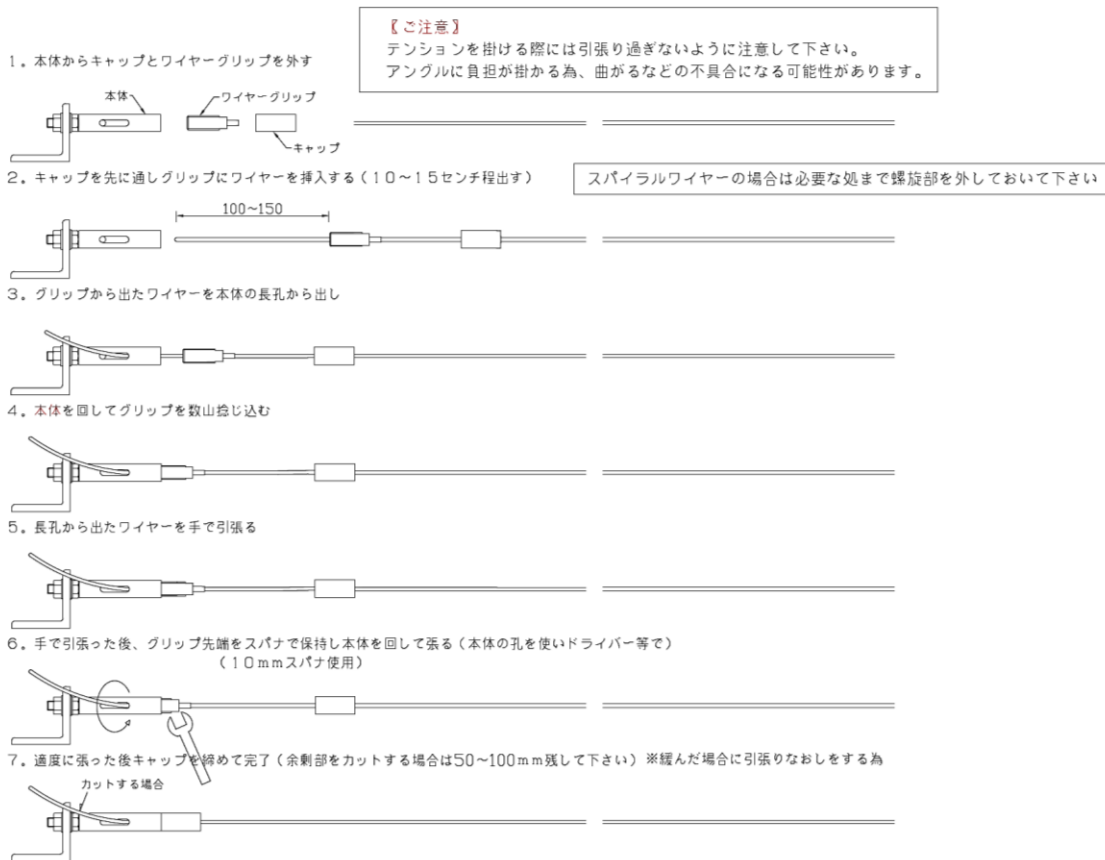 【ご注意】
テンションを掛ける際には引張り過ぎないように注意して下さい。
アングルに負担が掛かる為、曲がるなどの不具合になる可能性があります。
1。本体からキャップとワイヤーグリップを外す
本体
ワイヤーグリップ
キャップ
2。キャップを先に通しグリップにワイヤーを挿入する(10~15センチ程出す)
スパイラルワイヤーの場合は必要な処まで螺旋部を外しておいて下さい
100~150
3。グリップから出たワイヤーを本体の長孔から出し
4。本体を回してグリップを数山捻じ込む
5。長孔から出たワイヤーを手で引張る
6。手で引張った後、グリップ先端をスパナで保持し本体を回して張る(本体の孔を使いドライバー等で)
(10mmスパナ使用)
7。適度に張った後キャップを締めて完了(余剰部をカットする場合は50~100mm残して下さい)※緩んだ場合に引張りなおしをする為
カットする場合